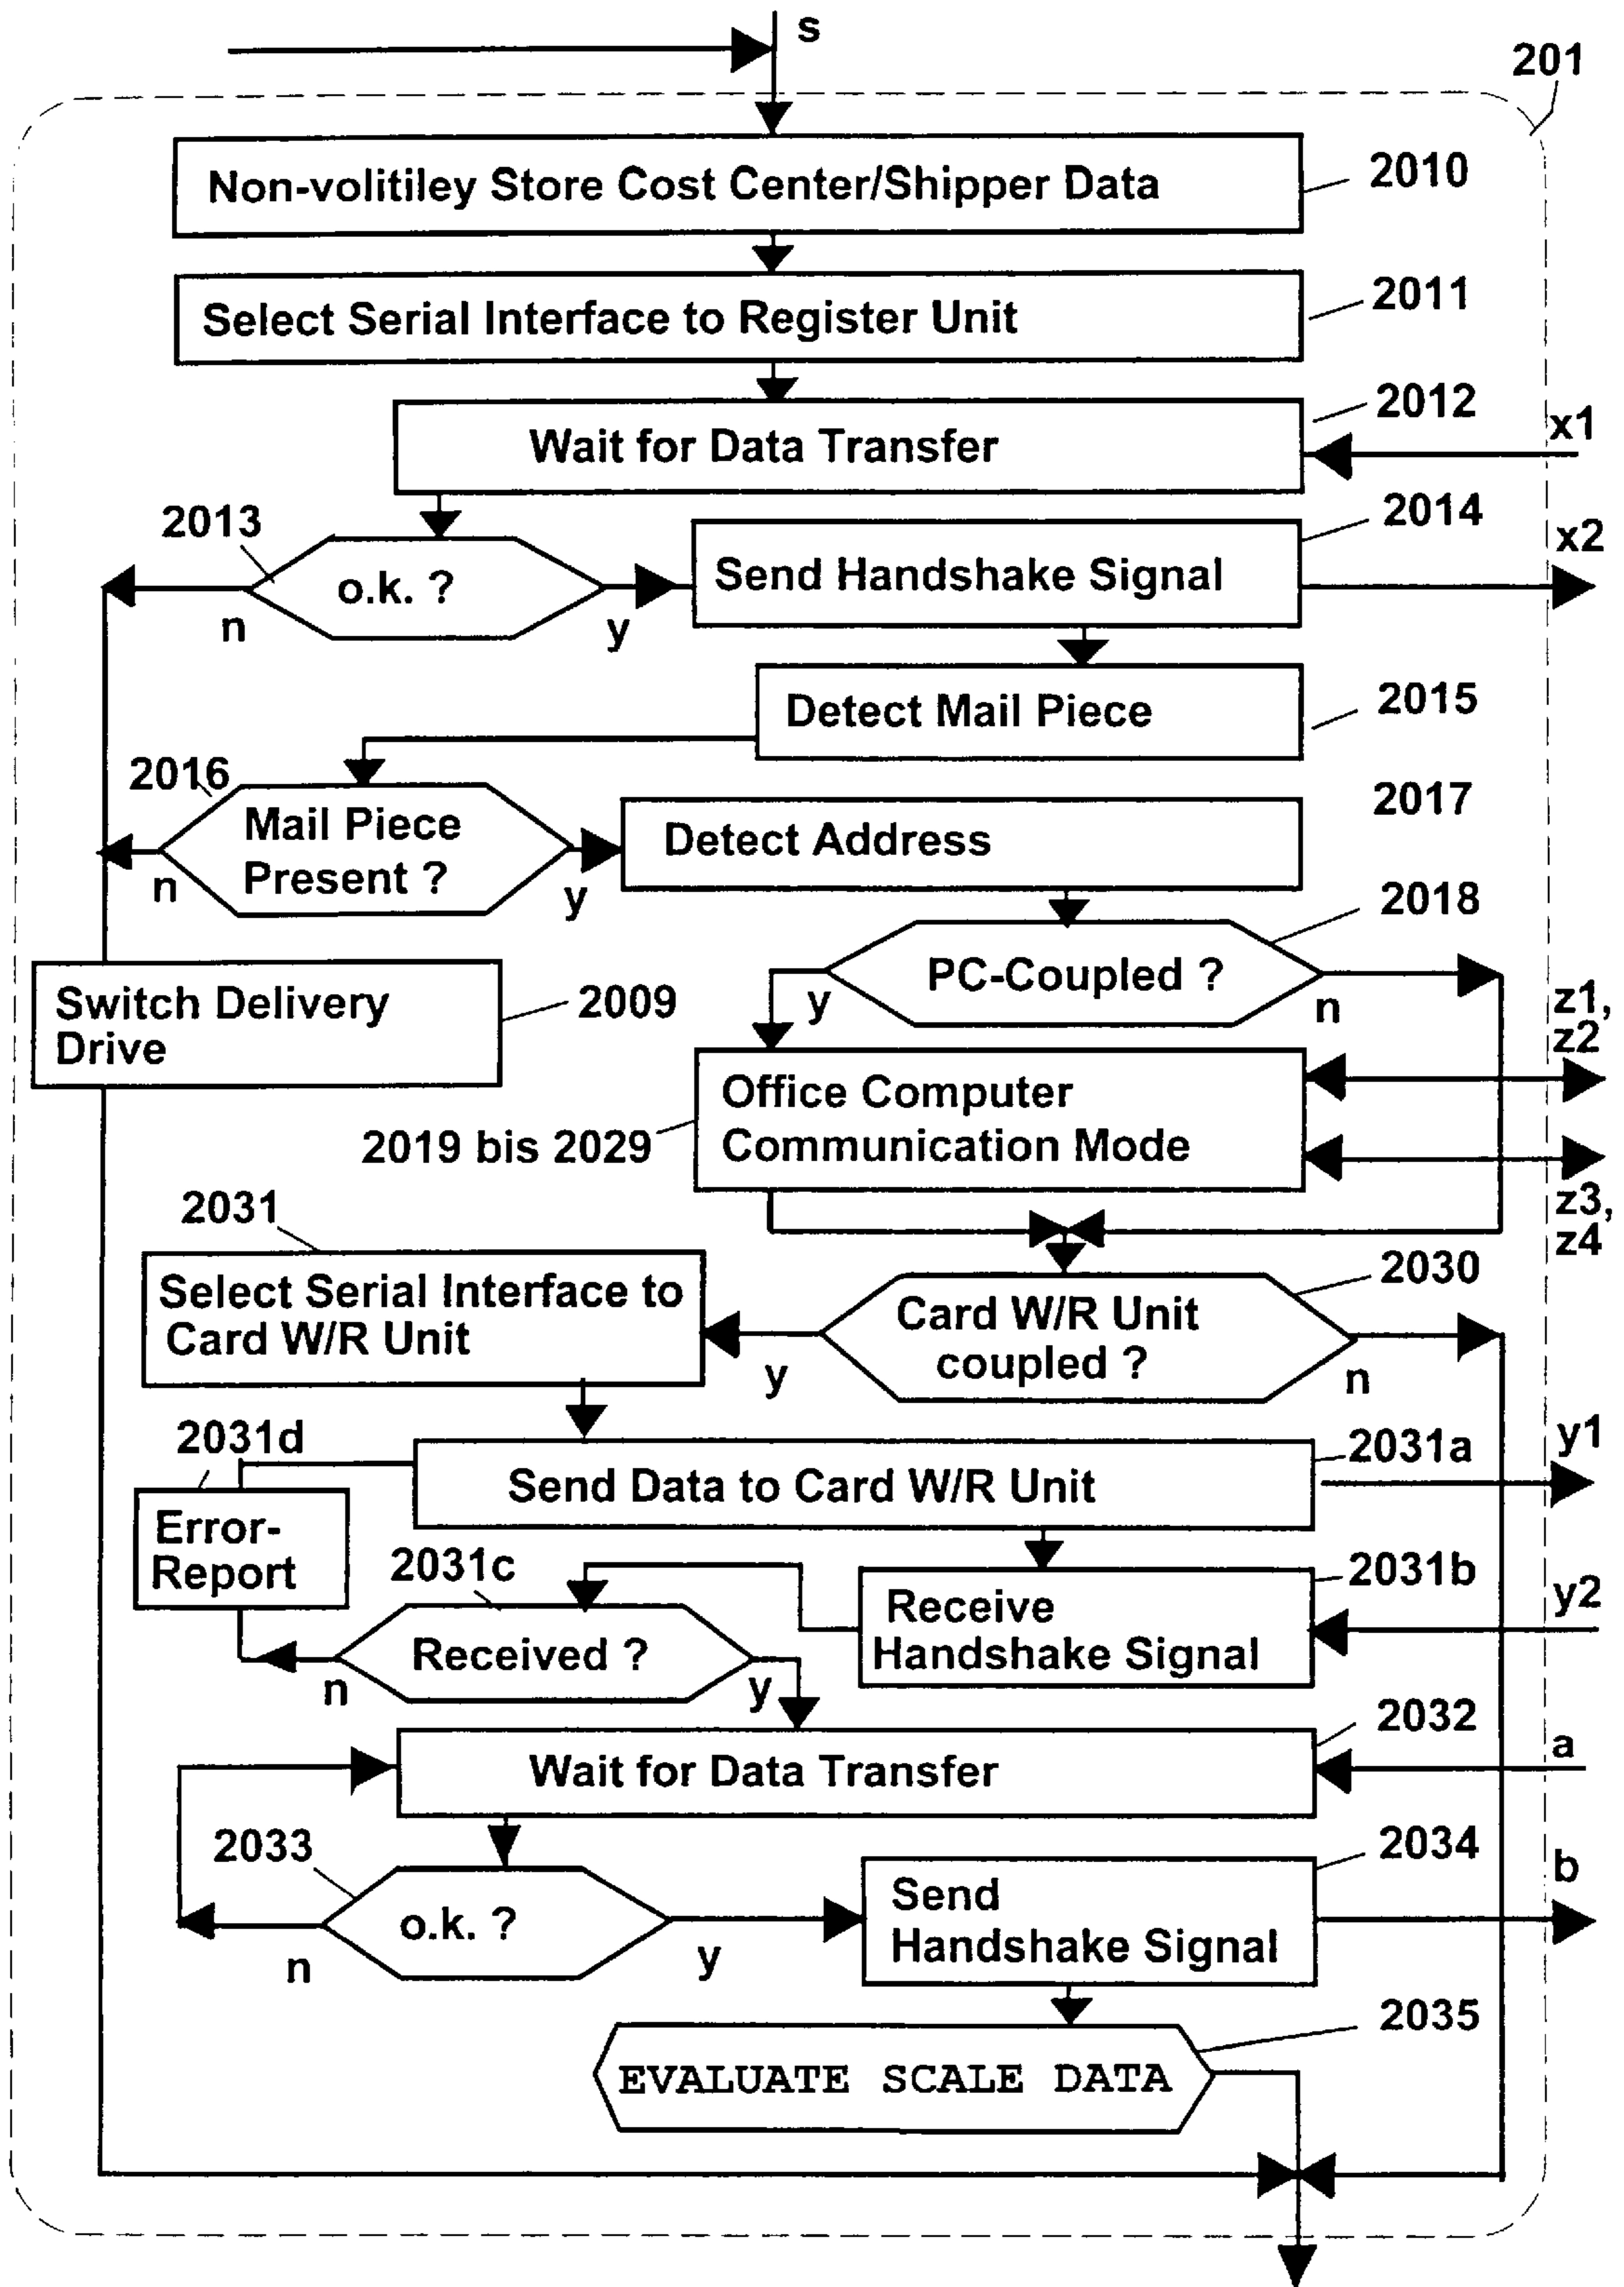 s
201
Non-volitiley Store Cost Center/Shipper Data
2010
Select Serial Interface to Register Unit
2011
Wait for Data Transfer
2012
x1
2013
o.k. ?
n
y
Send Handshake Signal
2014
x2
Detect Mail Piece
2015
2016
Mail Piece
Present ?
n
y
Detect Address
2017
2018
PC-Coupled ?
y
n
Switch Delivery
Drive
2009
z1,
z2
Office Computer
Communication Mode
2019 bis 2029
z3,
z4
2031
Select Serial Interface to
Card W/R Unit
2030
Card W/R Unit
coupled ?
y
n
2031d
Send Data to Card W/R Unit
2031a
y1
Error-
Report
2031c
Receive
Handshake Signal
2031b
y2
Received ?
n
y
2032
Wait for Data Transfer
a
2033
o.k. ?
n
y
Send
Handshake Signal
2034
b
2035
EVALUATE SCALE DATA